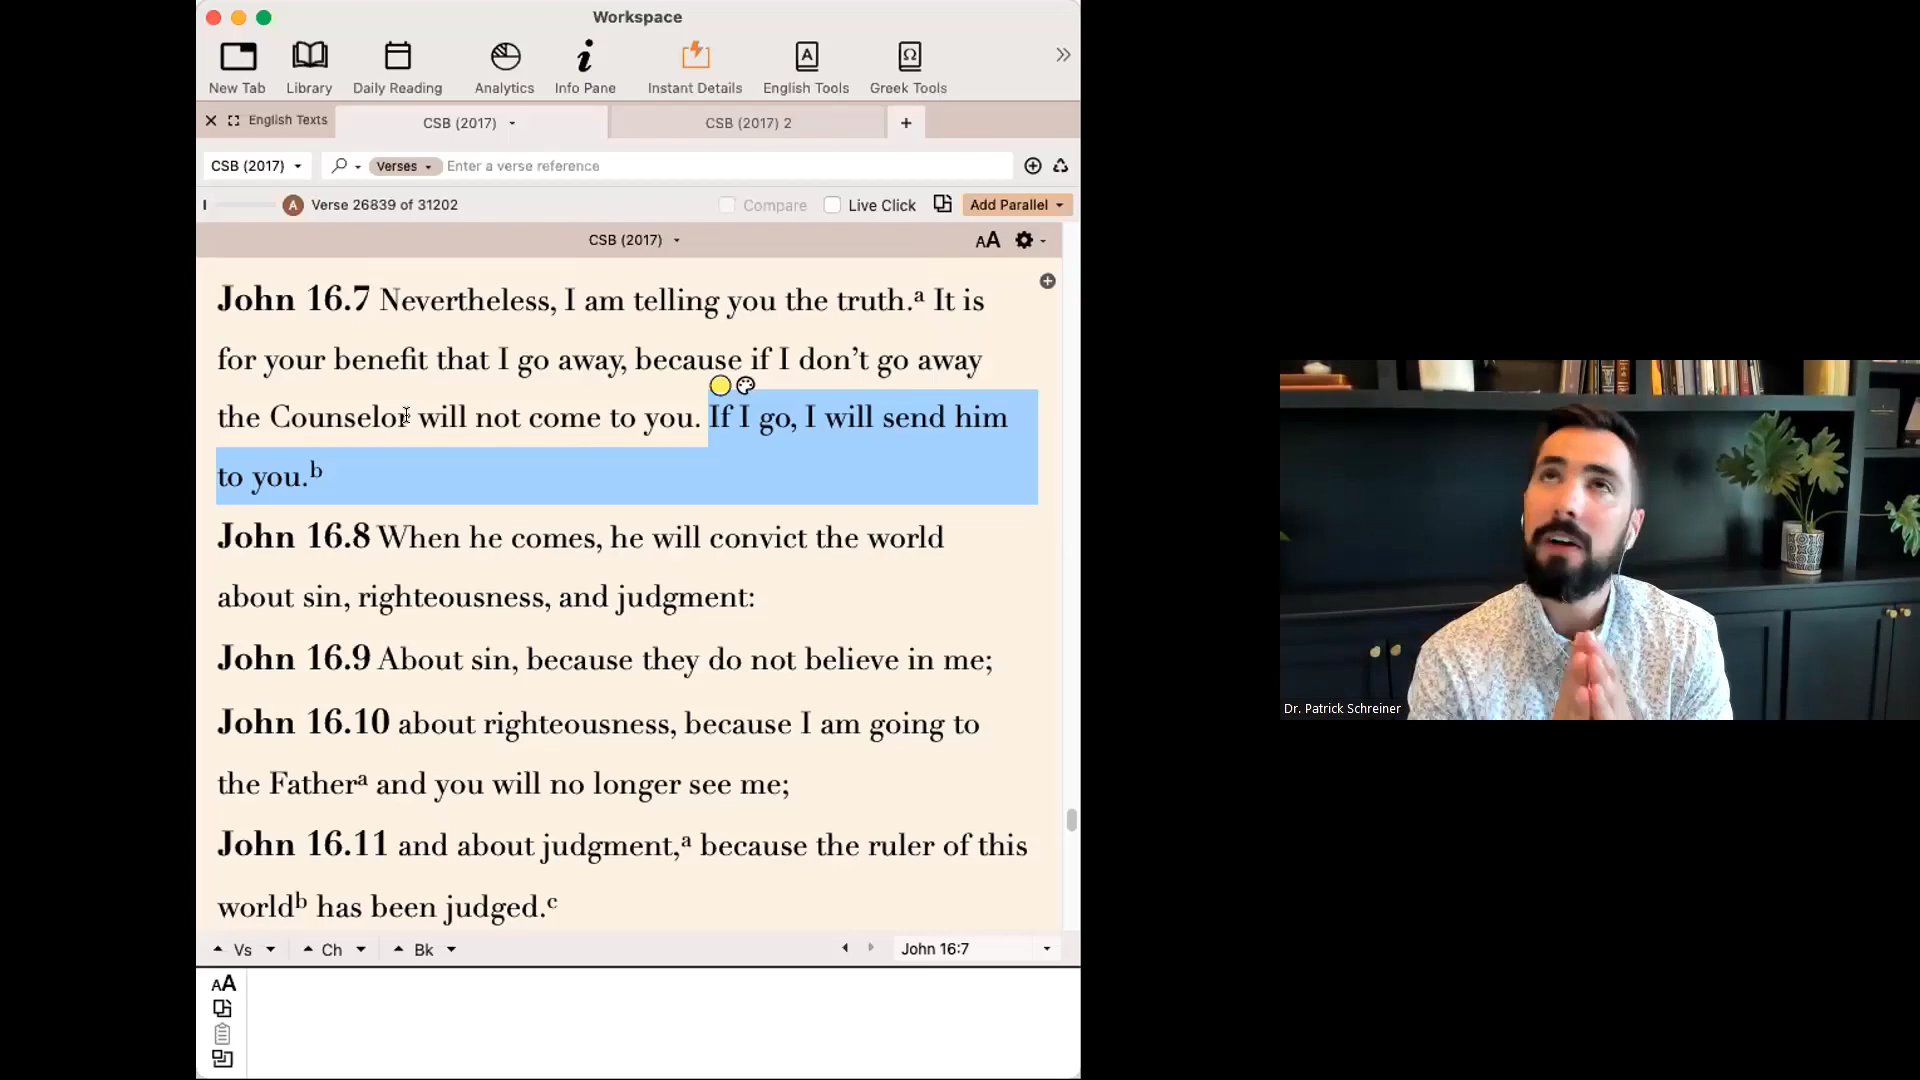 Workspace
New Tab
Library
Daily Reading
Analytics
Info Pane
Instant Details
English Tools
Greek Tools
English Texts
CSB (2017)
CSB (2017) 2
CSB (2017)
Verses
Enter a verse reference
Verse 26839 of 31202
Compare
Live Click
Add Parallel
CSB (2017)
AA
John 16.7 Nevertheless, I am telling you the truth.ᵃ It is
for your benefit that I go away, because if I don’t go away
the Counselor will not come to you. If I go, I will send him
to you.ᵇ
John 16.8 When he comes, he will convict the world
about sin, righteousness, and judgment:
John 16.9 About sin, because they do not believe in me;
John 16.10 about righteousness, because I am going to
the Fatherᵃ and you will no longer see me;
John 16.11 and about judgment,ᵃ because the ruler of this
worldᵇ has been judged.ᶜ
Vs
Ch
Bk
John 16:7
AA
Dr. Patrick Schreiner